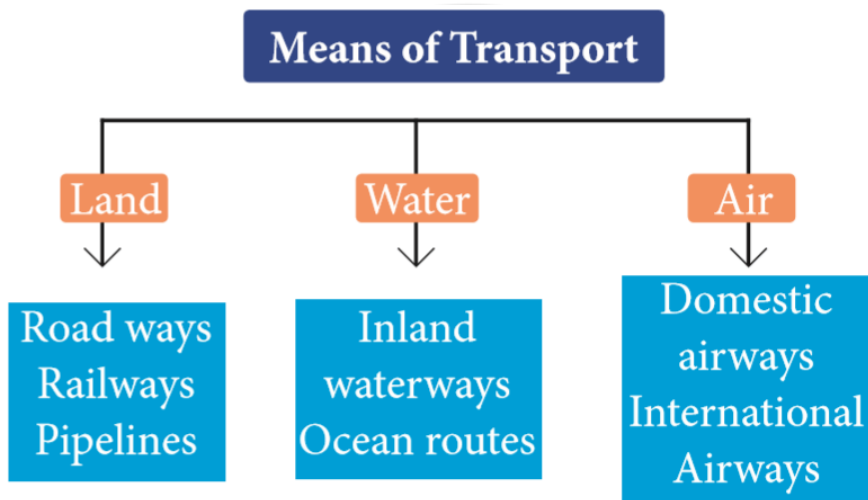 Means of Transport
Land
Water
Air
Road ways
Railways
Pipelines
Inland
waterways
Ocean routes
Domestic
airways
International
Airways